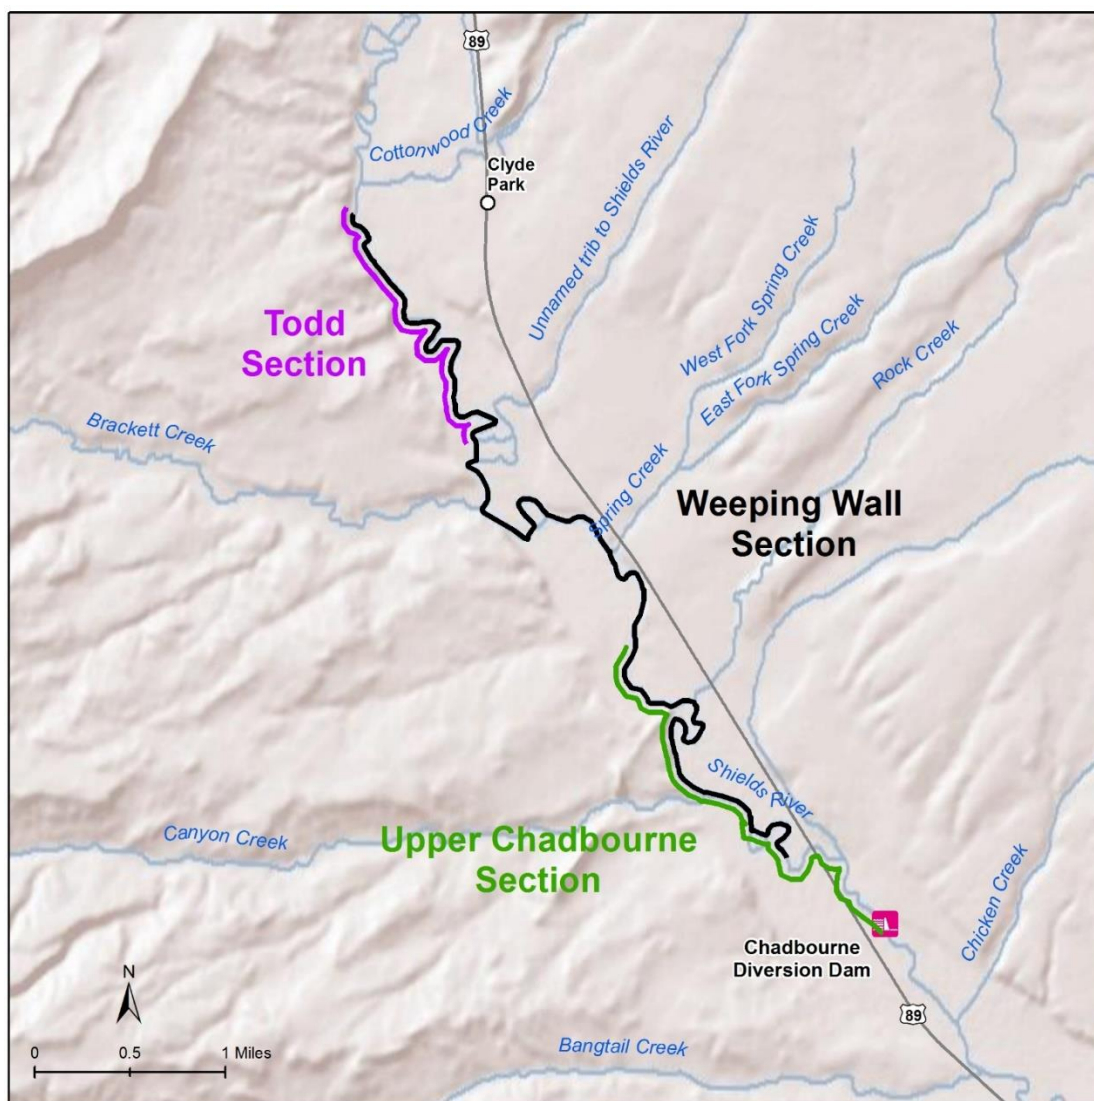 89
Cottonwood Creek
Clyde
Park
Unnamed trib to Shields River
West Fork Spring Creek
Todd
Section
East Fork Spring Creek
Rock Creek
Brackett Creek
Spring Creek
Weeping Wall
Section
Shields River
Canyon Creek
Upper Chadbourne
Section
Chicken Creek
Chadbourne
Diversion Dam
N
89
0 0.5 1 Miles
Bangtail Creek